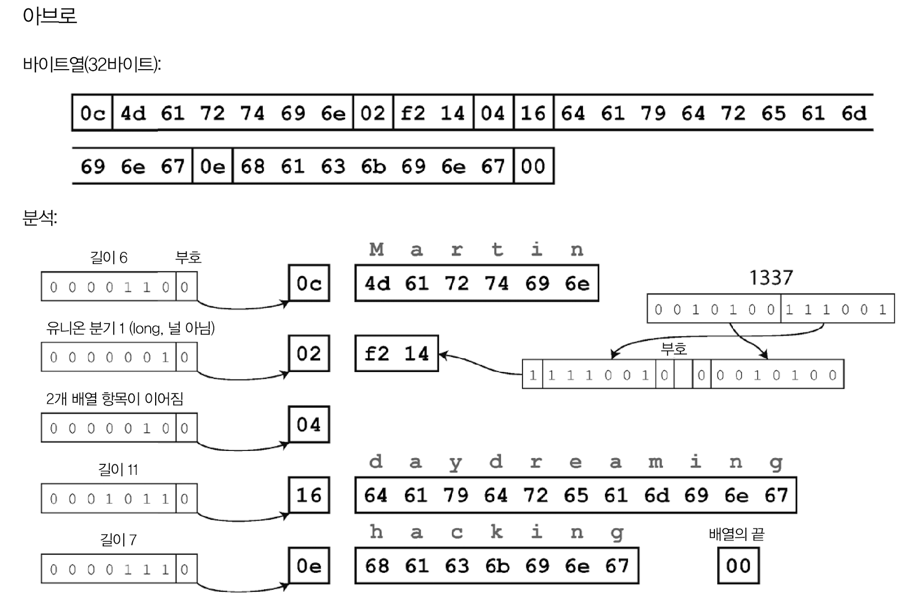 아브로
바이트열(32바이트):
0c 4d 61 72 74 69 6e 02 f2 14 04 16 64 61 79 64 72 65 61 6d
69 6e 67 0e 68 61 63 6b 69 6e 67 00
분석:
길이 6 부호
0 0 0 0 1 1 0 0
0c
M a r t i n
4d 61 72 74 69 6e
1337
0 0 1 0 1 0 0 1 1 1 0 0 1
유니온 분기 1 (long, 널 아님)
0 0 0 0 0 0 1 0
02
f2 14
부호
1 1 1 1 0 0 1 0 0 0 0 1 0 1 0 0
2개 배열 항목이 이어짐
0 0 0 0 0 1 0 0
04
길이 11
0 0 0 1 0 1 1 0
16
d a y d r e a m i n g
64 61 79 64 72 65 61 6d 69 6e 67
길이 7
0 0 0 0 1 1 1 0
0e
h a c k i n g
68 61 63 6b 69 6e 67
배열의 끝
00